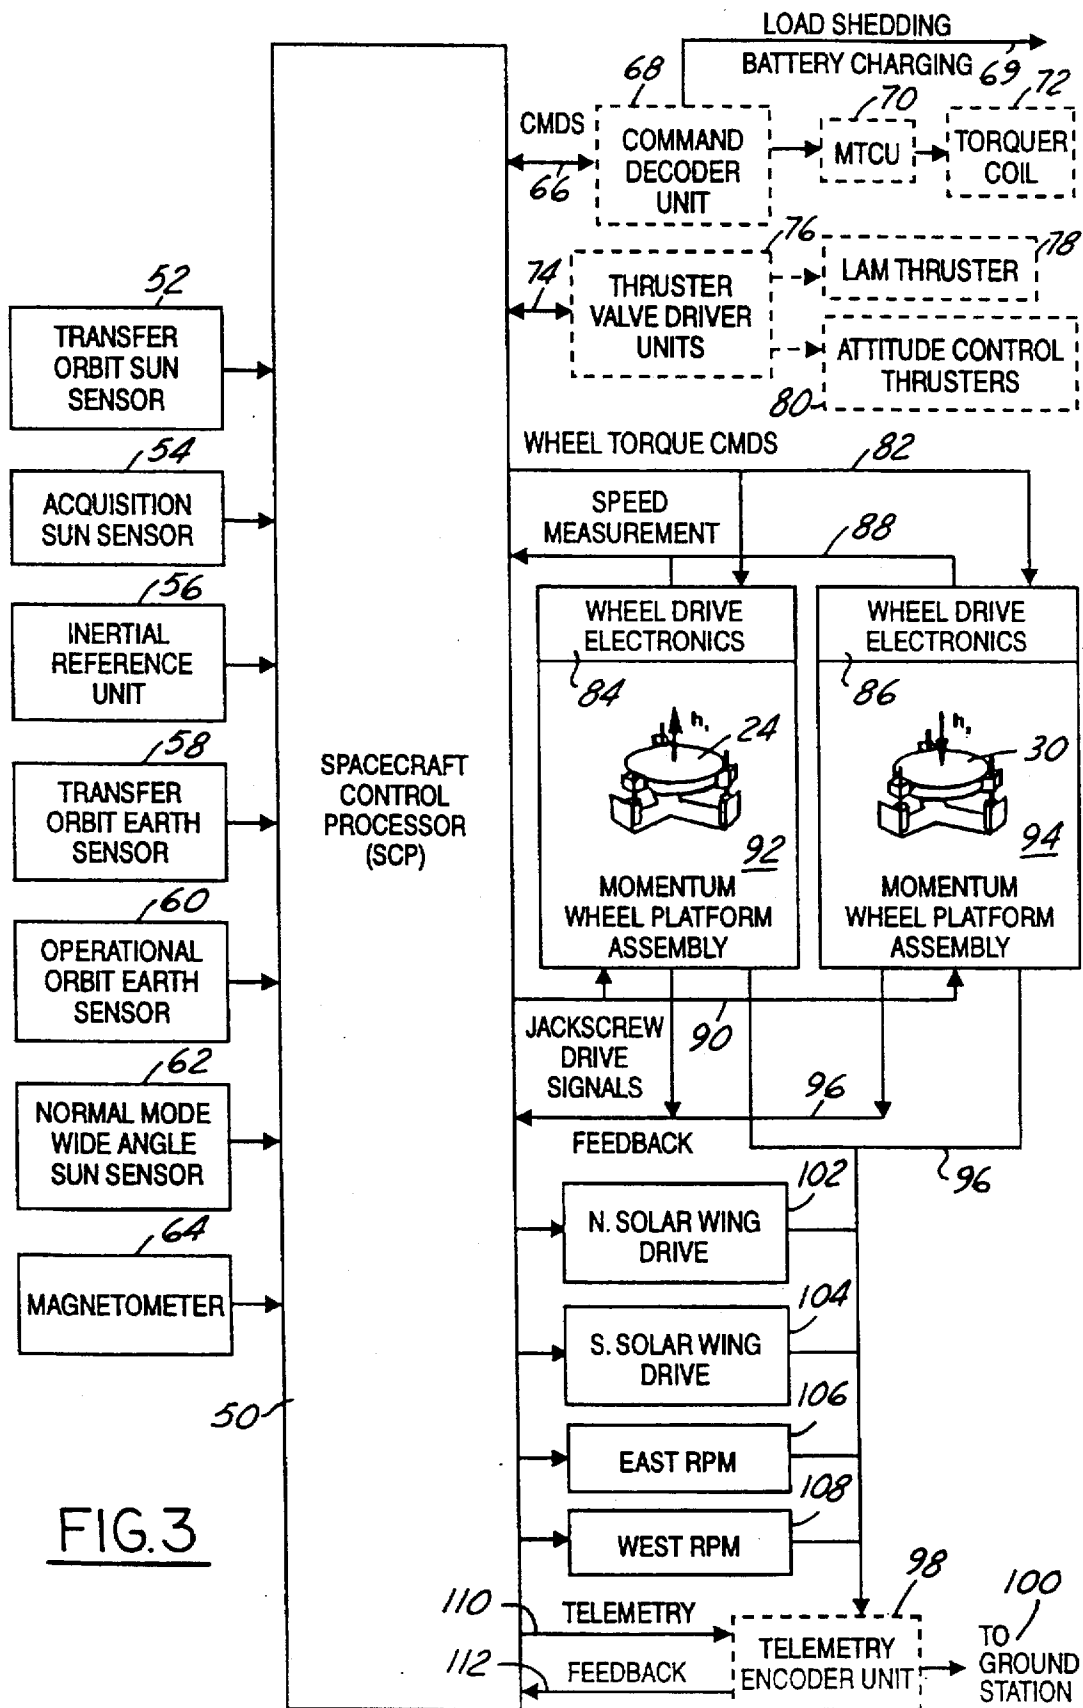 LOAD SHEDDING
BATTERY CHARGING
69
68
70
72
CMDS
66
COMMAND
DECODER
UNIT
MTCU
TORQUER
COIL
74
76
THRUSTER
VALVE DRIVER
UNITS
LAM THRUSTER
78
ATTITUDE CONTROL
THRUSTERS
80
52
TRANSFER
ORBIT SUN
SENSOR
54
ACQUISITION
SUN SENSOR
56
INERTIAL
REFERENCE
UNIT
58
TRANSFER
ORBIT EARTH
SENSOR
60
OPERATIONAL
ORBIT EARTH
SENSOR
62
NORMAL MODE
WIDE ANGLE
SUN SENSOR
64
MAGNETOMETER
SPACECRAFT
CONTROL
PROCESSOR
(SCP)
50
WHEEL TORQUE CMDS
82
SPEED
MEASUREMENT
88
WHEEL DRIVE
ELECTRONICS
84
24
92
MOMENTUM
WHEEL PLATFORM
ASSEMBLY
WHEEL DRIVE
ELECTRONICS
86
30
94
MOMENTUM
WHEEL PLATFORM
ASSEMBLY
JACKSCREW
DRIVE
SIGNALS
90
96
FEEDBACK
96
102
N. SOLAR WING
DRIVE
104
S. SOLAR WING
DRIVE
106
EAST RPM
108
WEST RPM
98
110
TELEMETRY
112
FEEDBACK
TELEMETRY
ENCODER UNIT
100
TO
GROUND
STATION
FIG.3